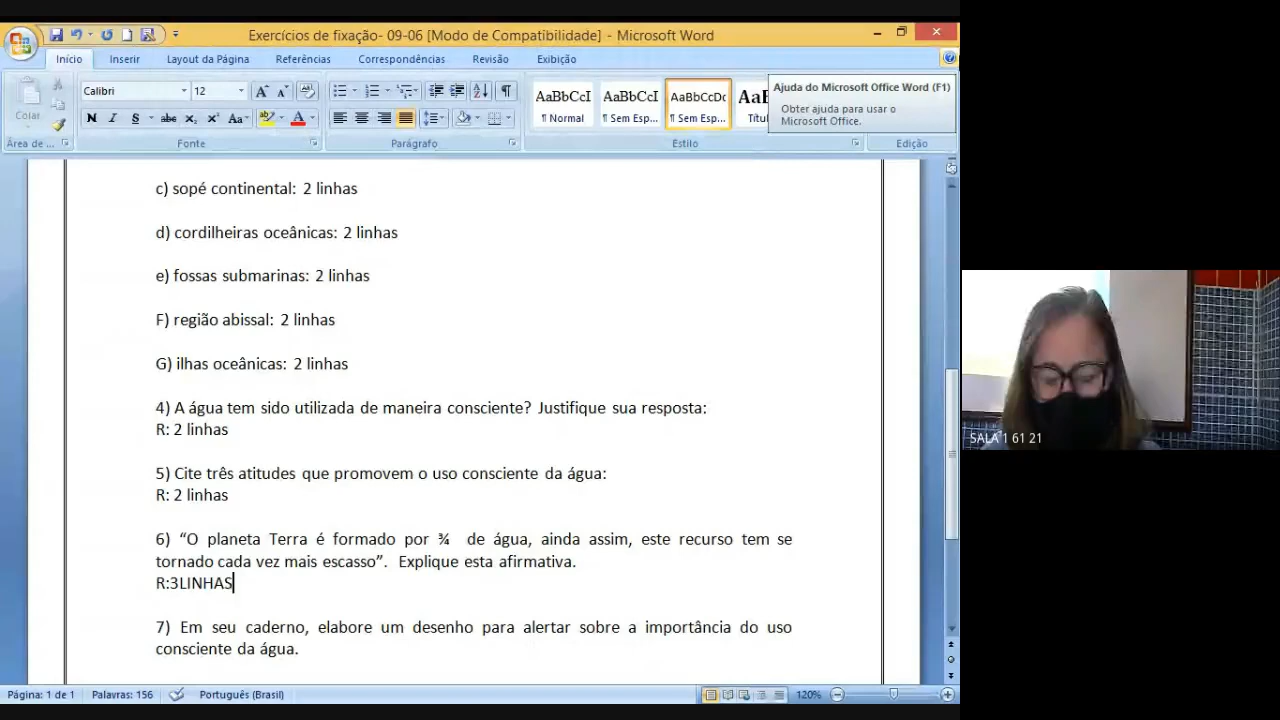 Exercícios de fixação- 09-06 [Modo de Compatibilidade] - Microsoft Word
Início Inserir Layout da Página Referências Correspondências Revisão Exibição
Colar
Calibri 12
AaBbCcI AaBbCcI AaBbCcDc AaB
¶ Normal ¶ Sem Esp... ¶ Sem Esp... Títul
Ajuda do Microsoft Office Word (F1)
Obter ajuda para usar o
Microsoft Office.
Área de... Fonte Parágrafo Estilo Edição
c) sopé continental: 2 linhas
d) cordilheiras oceânicas: 2 linhas
e) fossas submarinas: 2 linhas
F) região abissal: 2 linhas
G) ilhas oceânicas: 2 linhas
4) A água tem sido utilizada de maneira consciente? Justifique sua resposta:
R: 2 linhas
5) Cite três atitudes que promovem o uso consciente da água:
R: 2 linhas
6) “O planeta Terra é formado por ¾ de água, ainda assim, este recurso tem se
tornado cada vez mais escasso”. Explique esta afirmativa.
R:3LINHAS
7) Em seu caderno, elabore um desenho para alertar sobre a importância do uso
consciente da água.
Página: 1 de 1 Palavras: 156 Português (Brasil) 120%
SALA 1 61 21